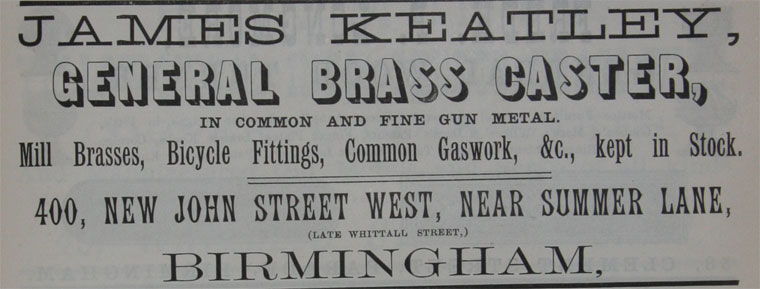 JAMES KEATLEY,
GENERAL BRASS CASTER,
IN COMMON AND FINE GUN METAL.
Mill Brasses, Bicycle Fittings, Common Gaswork, &c., kept in Stock.
400, NEW JOHN STREET WEST, NEAR SUMMER LANE,
(LATE WHITTALL STREET,)
BIRMINGHAM,